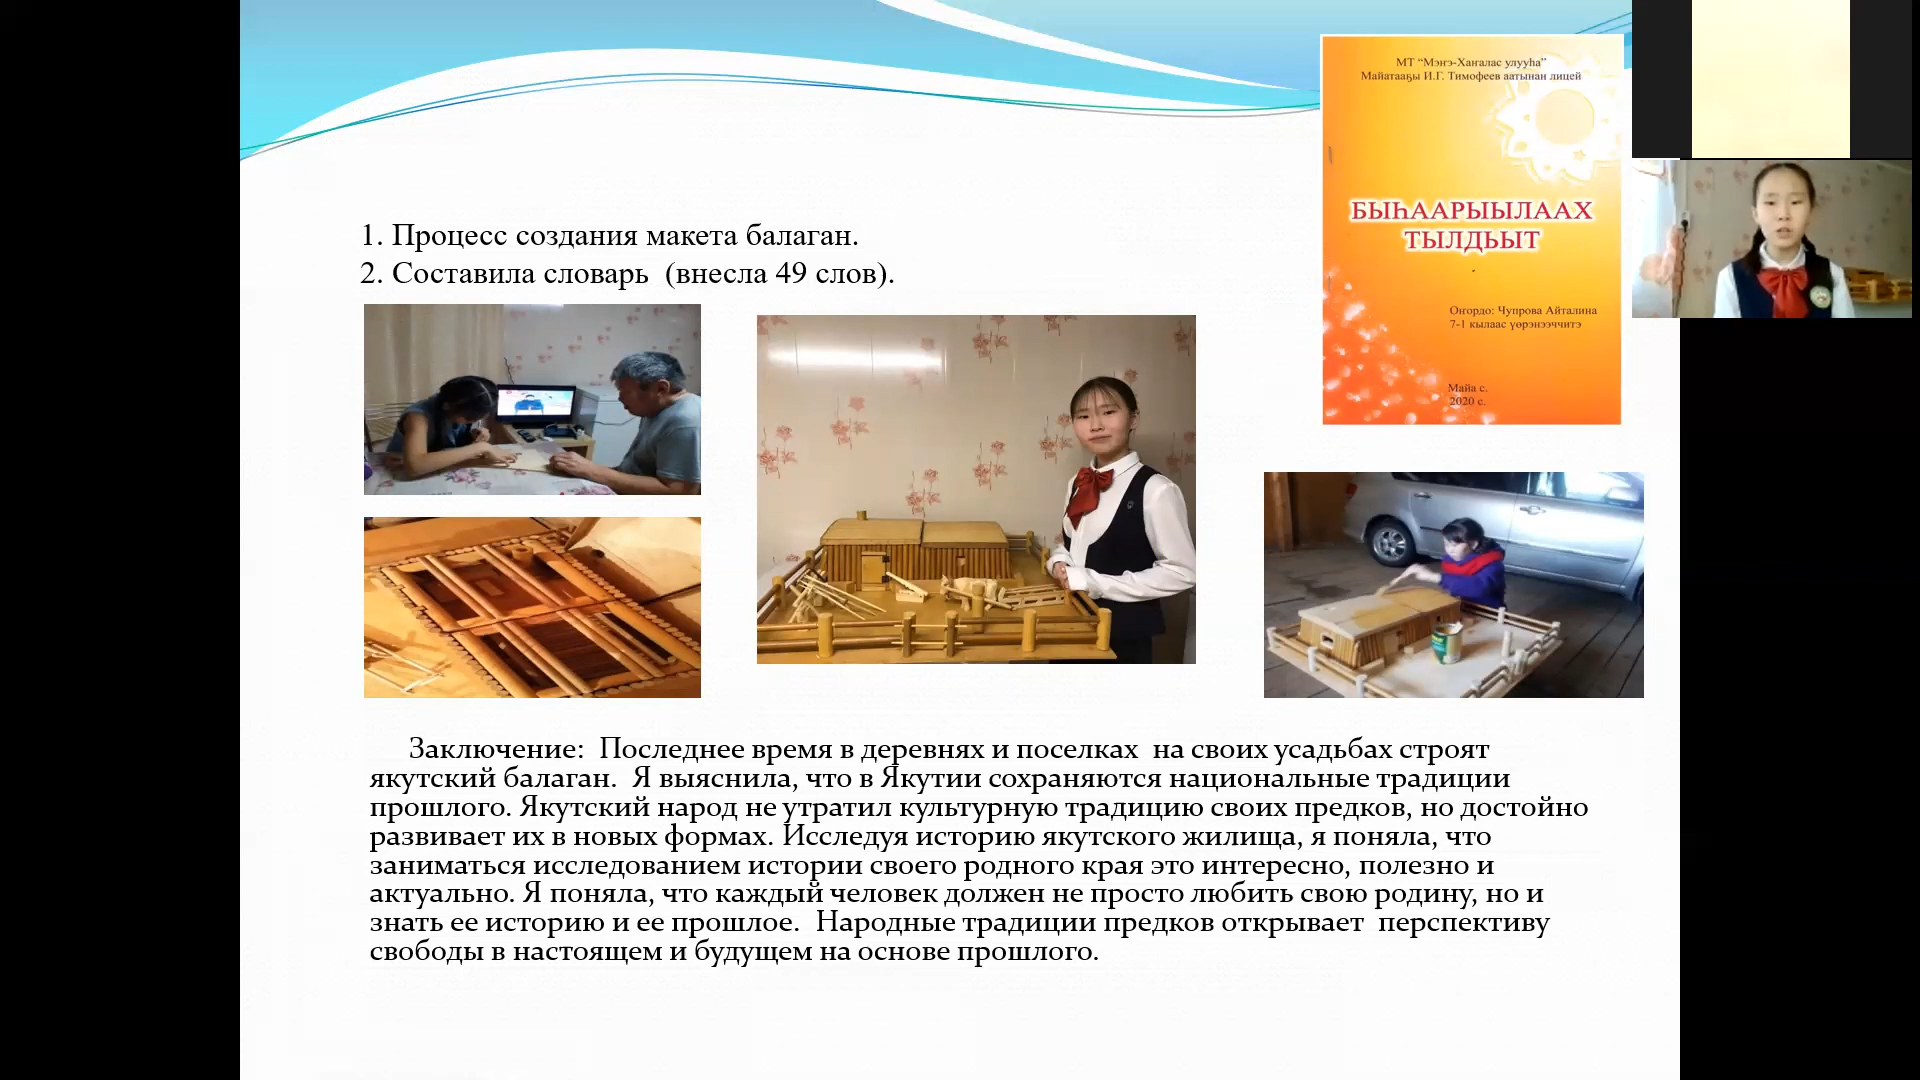 МТ “Мэҥэ-Хаҥалас улууһа”
Майатааҕы И.Г. Тимофеев аатынан лицей
БЫҺААРЫЫЛААХ
ТЫЛДЬЫТ
Оҥордо: Чупрова Айталина
7-1 кылаас үөрэнээччитэ
Майа с.
2020 с.
1. Процесс создания макета балаган.
2. Составила словарь (внесла 49 слов).
Заключение: Последнее время в деревнях и поселках на своих усадьбах строят
якутский балаган. Я выяснила, что в Якутии сохраняются национальные традиции
прошлого. Якутский народ не утратил культурную традицию своих предков, но достойно
развивает их в новых формах. Исследуя историю якутского жилища, я поняла, что
заниматься исследованием истории своего родного края это интересно, полезно и
актуально. Я поняла, что каждый человек должен не просто любить свою родину, но и
знать ее историю и ее прошлое. Народные традиции предков открывает перспективу
свободы в настоящем и будущем на основе прошлого.